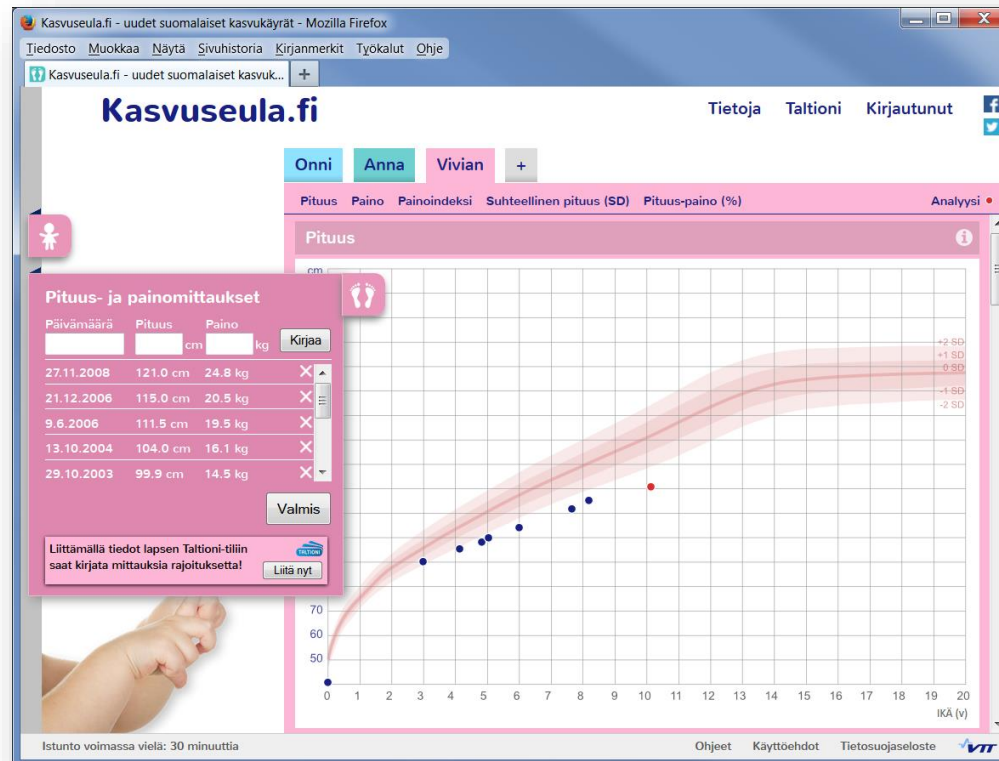 Kasvuseula.fi - uudet suomalaiset kasvukäyrät - Mozilla Firefox
Tiedosto Muokkaa Näytä Sivuhistoria Kirjanmerkit Työkalut Ohje
Kasvuseula.fi - uudet suomalaiset kasvuk... +
Kasvuseula.fi
Tietoja Taltioni Kirjautunut
Onni Anna Vivian +
Pituus Paino Painoindeksi Suhteellinen pituus (SD) Pituus-paino (%) Analyysi
Pituus
cm
Pituus- ja painomittaukset
Päivämäärä Pituus Paino
cm kg Kirjaa
27.11.2008 121.0 cm 24.8 kg
21.12.2006 115.0 cm 20.5 kg
9.6.2006 111.5 cm 19.5 kg
13.10.2004 104.0 cm 16.1 kg
29.10.2003 99.9 cm 14.5 kg
Valmis
Liittämällä tiedot lapsen Taltioni-tiliin
saat kirjata mittauksia rajoituksetta!
TALTIONI
Liitä nyt
+2 SD
+1 SD
0 SD
-1 SD
-2 SD
70
60
50
0 1 2 3 4 5 6 7 8 9 10 11 12 13 14 15 16 17 18 19 20
IKÄ (v)
Istunto voimassa vielä: 30 minuuttia
Ohjeet Käyttöehdot Tietosuojaseloste VTT